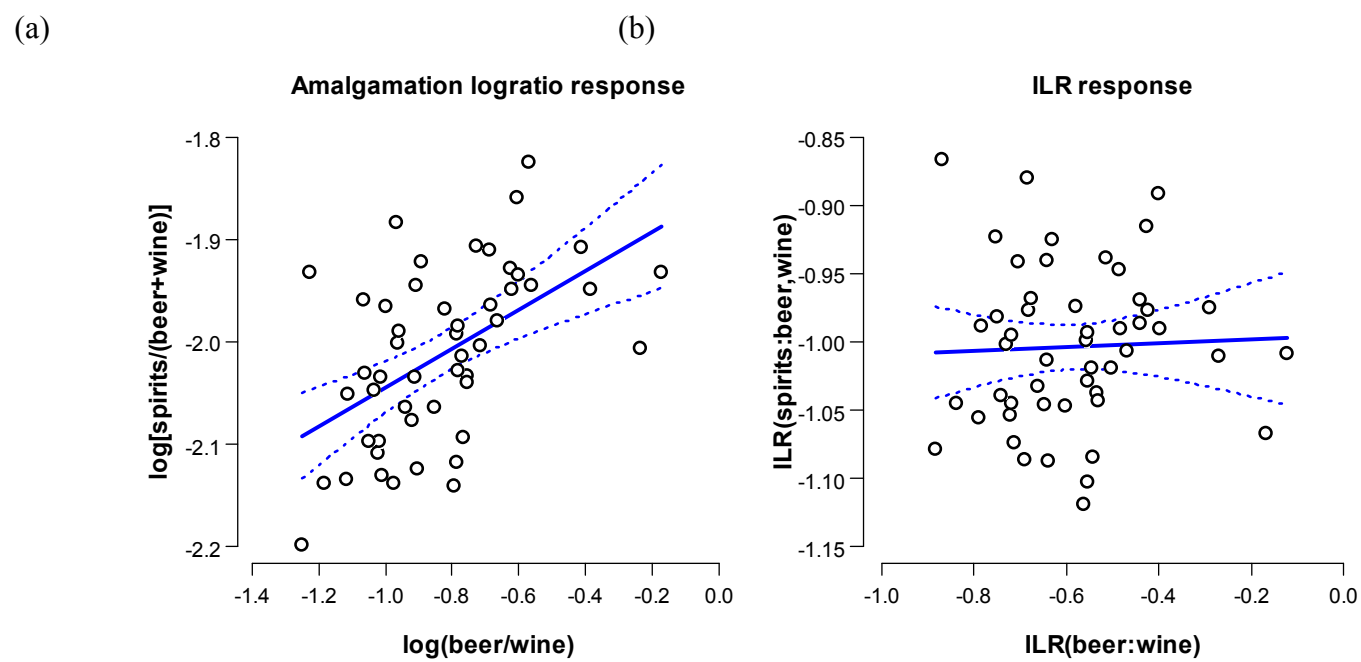 (a)
(b)
Amalgamation logratio response
ILR response
log[spirits/(beer+wine)]
-1.8
-1.9
-2.0
-2.1
-2.2
-1.4 -1.2 -1.0 -0.8 -0.6 -0.4 -0.2 0.0
log(beer/wine)
ILR(spirits:beer,wine)
-0.85
-0.90
-0.95
-1.00
-1.05
-1.10
-1.15
-1.0 -0.8 -0.6 -0.4 -0.2 0.0
ILR(beer:wine)